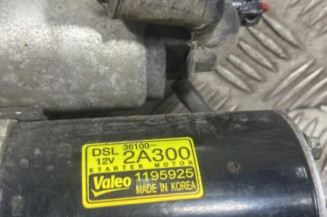 DSL 36100-
12V 2A300
STARTER MOTOR
Valeo 1195925
MADE IN KOREA